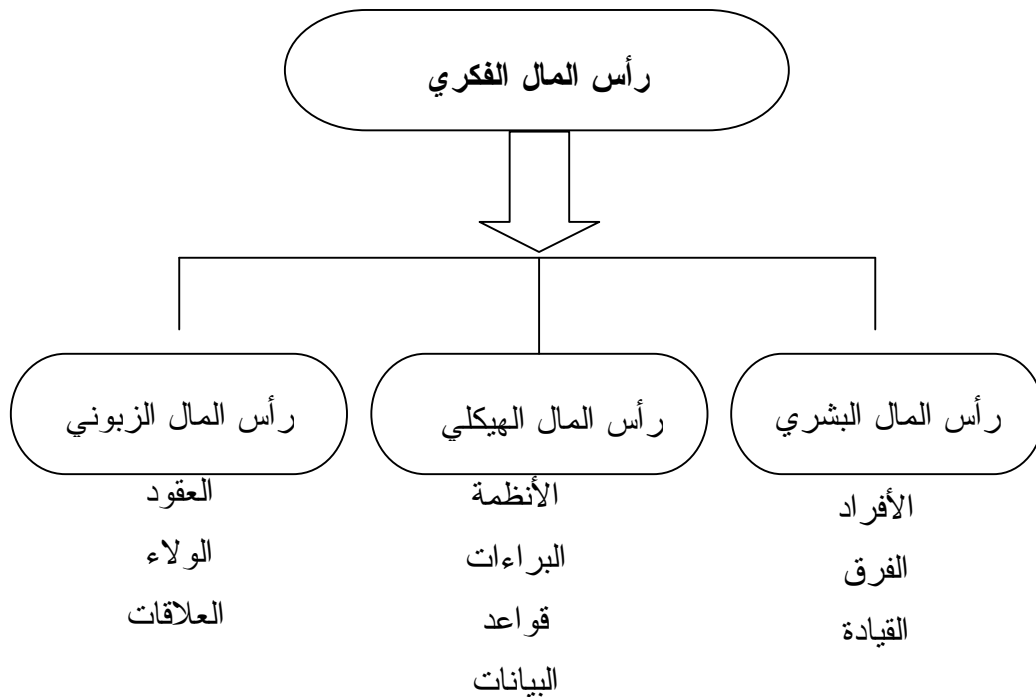 رأس المال الفكري
رأس المال البشري
الأفراد
الفرق
القيادة
رأس المال الهيكلي
الأنظمة
البراءات
قواعد
البيانات
رأس المال الزبوني
العقود
الولاء
العلاقات